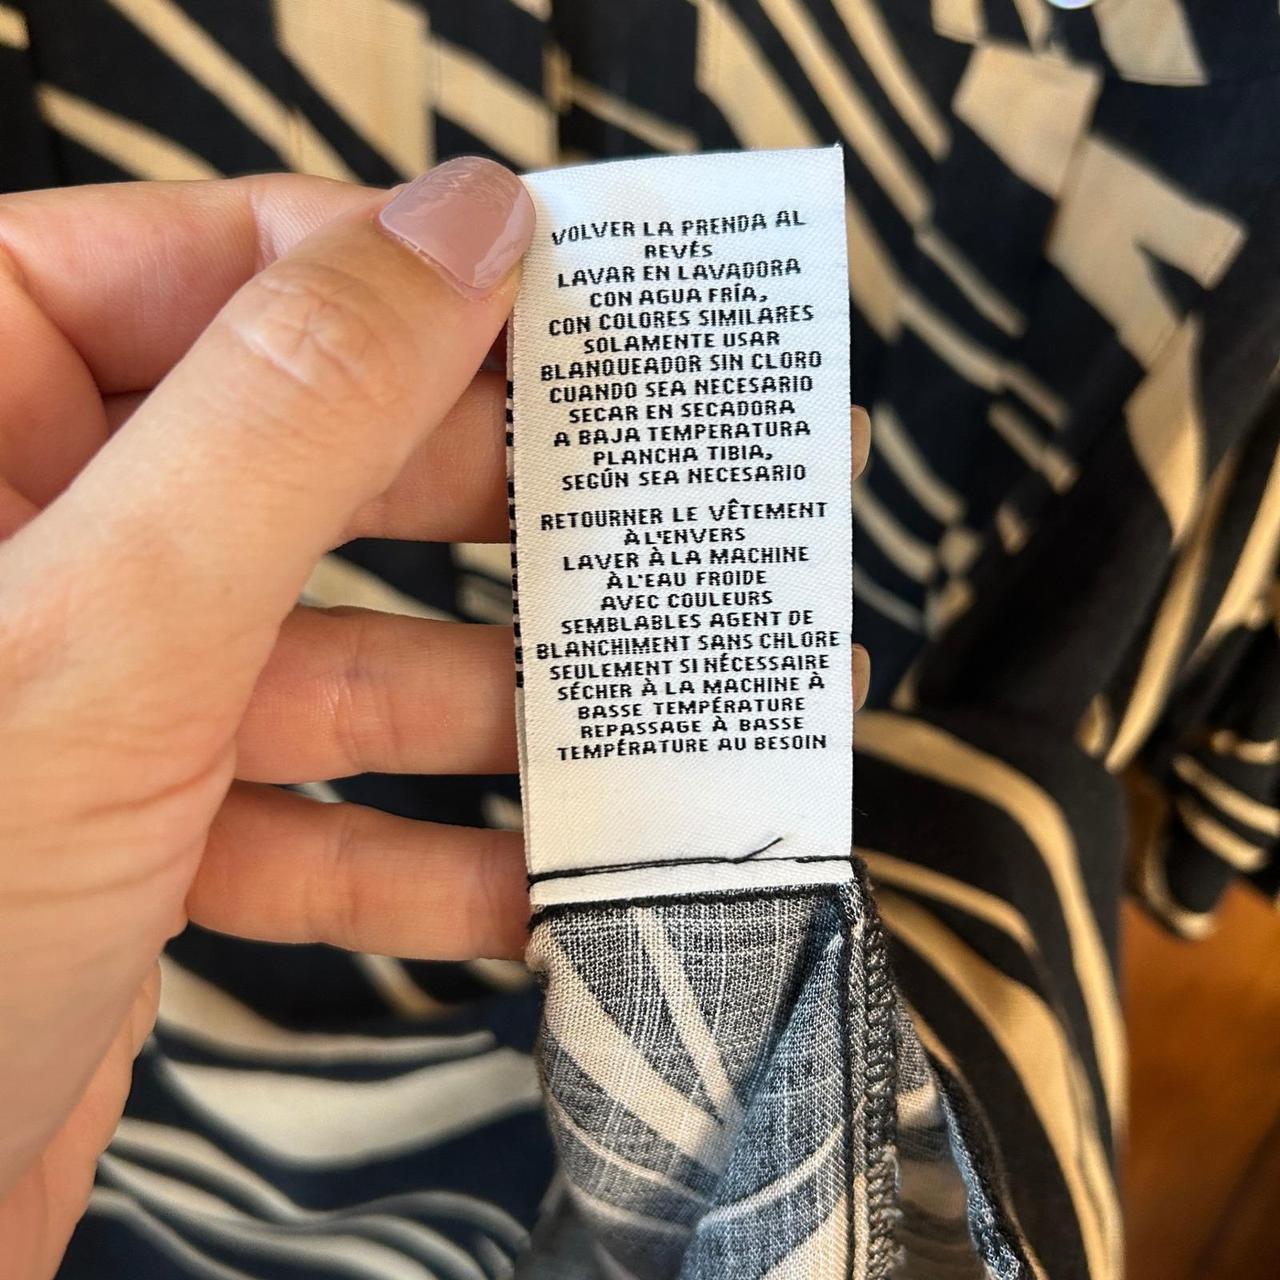 VOLVER LA PRENDA AL
REVÉS
LAVAR EN LAVADORA
CON AGUA FRÍA,
CON COLORES SIMILARES
SOLAMENTE USAR
BLANQUEADOR SIN CLORO
CUANDO SEA NECESARIO
SECAR EN SECADORA
A BAJA TEMPERATURA
PLANCHA TIBIA,
SEGÚN SEA NECESARIO
RETOURNER LE VÊTEMENT
À L'ENVERS
LAVER À LA MACHINE
À L'EAU FROIDE
AVEC COULEURS
SEMBLABLES AGENT DE
BLANCHIMENT SANS CHLORE
SEULEMENT SI NÉCESSAIRE
SÉCHER À LA MACHINE À
BASSE TEMPÉRATURE
REPASSAGE À BASSE
TEMPÉRATURE AU BESOIN